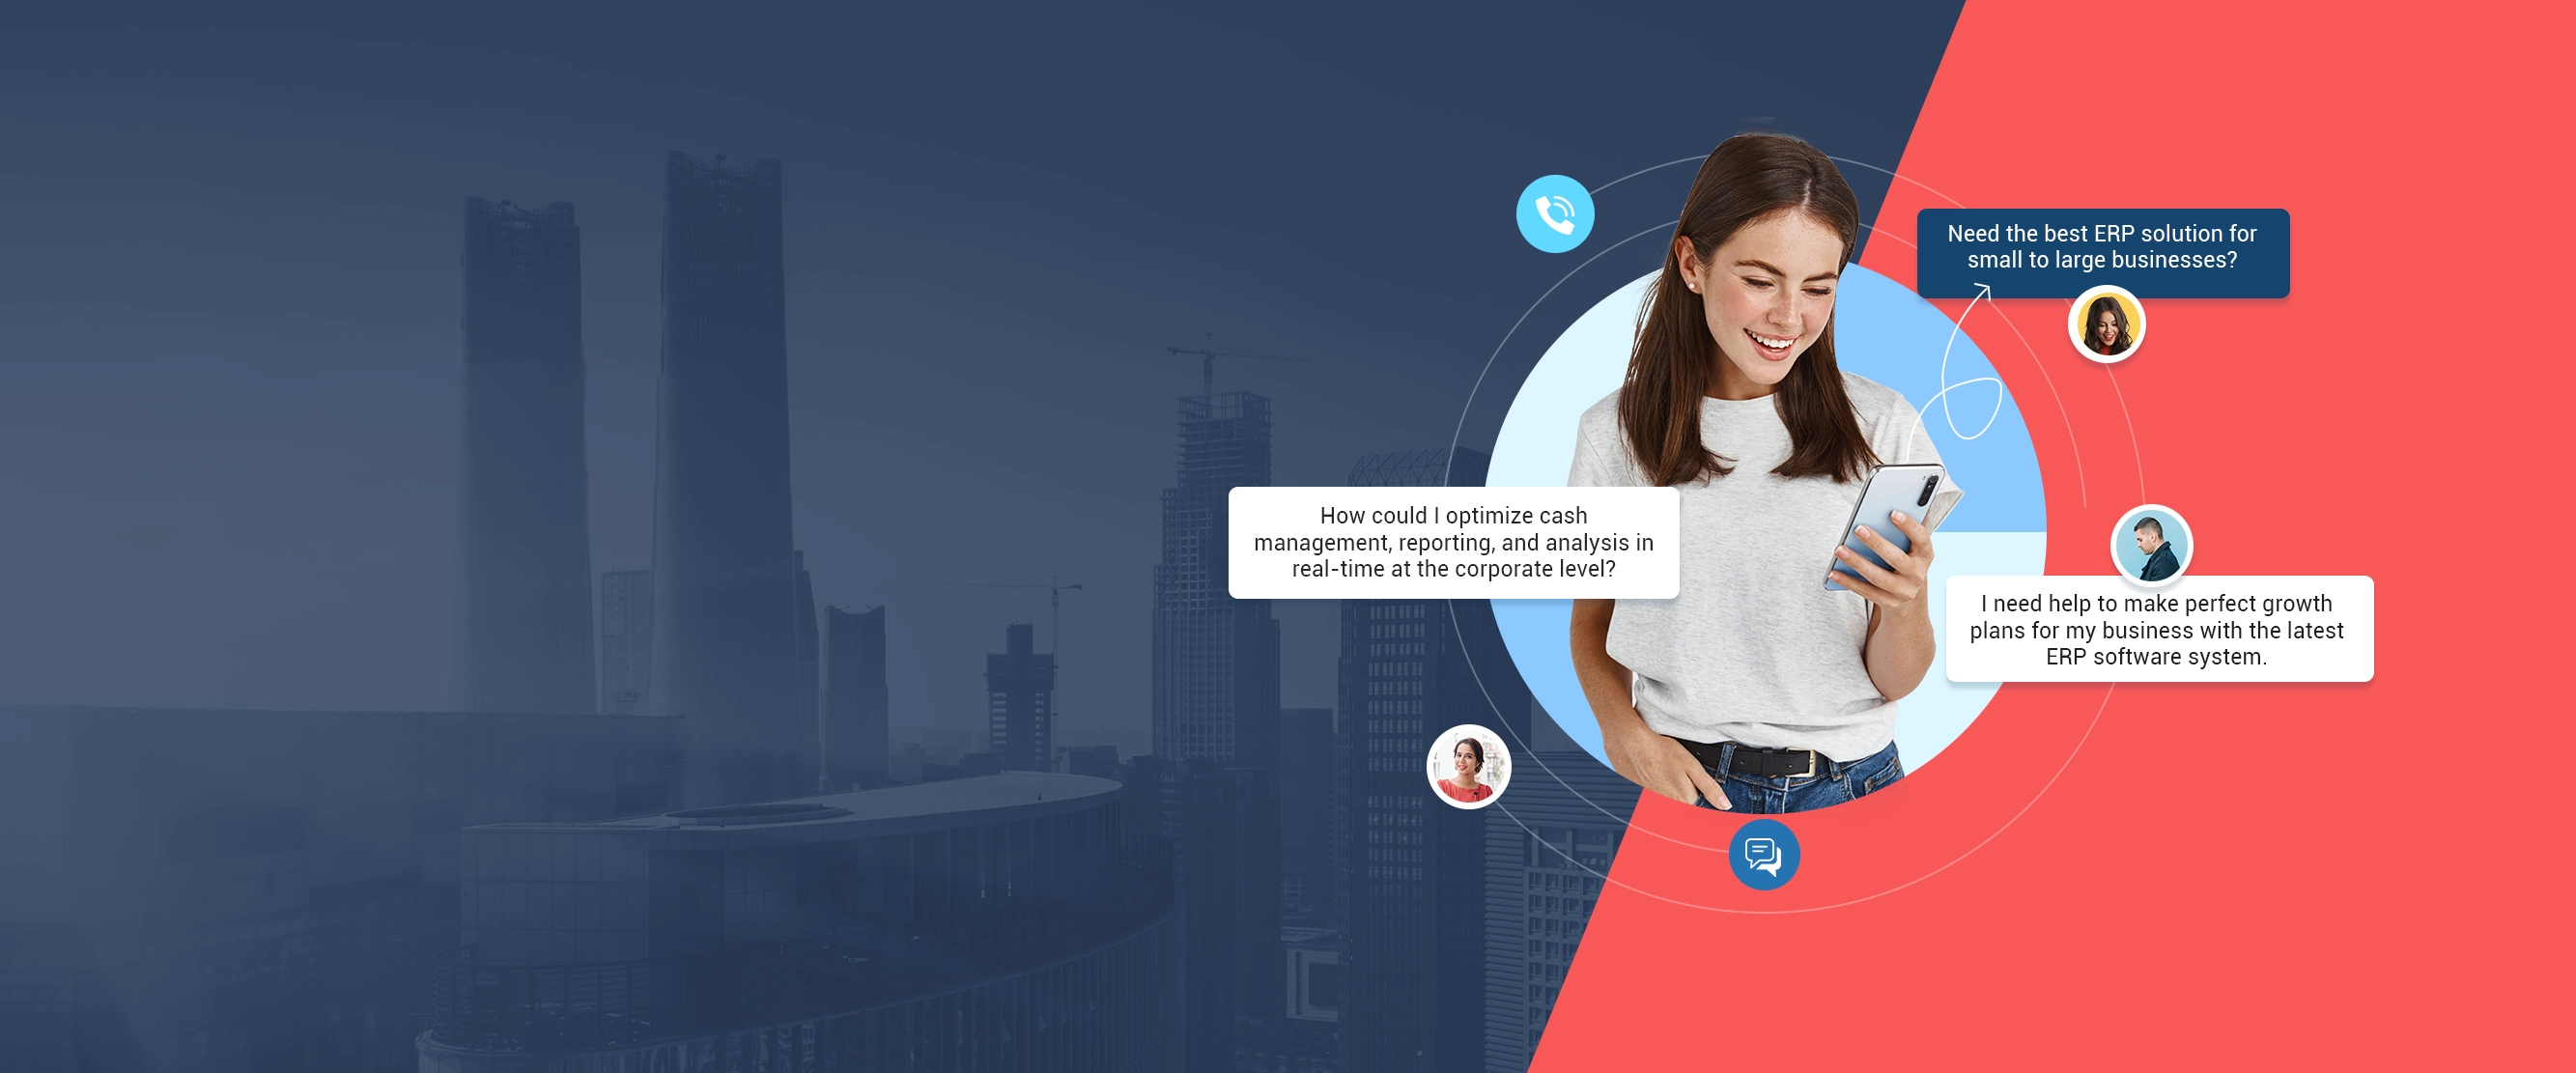 Need the best ERP solution for
small to large businesses?
How could I optimize cash
management, reporting, and analysis in
real-time at the corporate level?
I need help to make perfect growth
plans for my business with the latest
ERP software system.